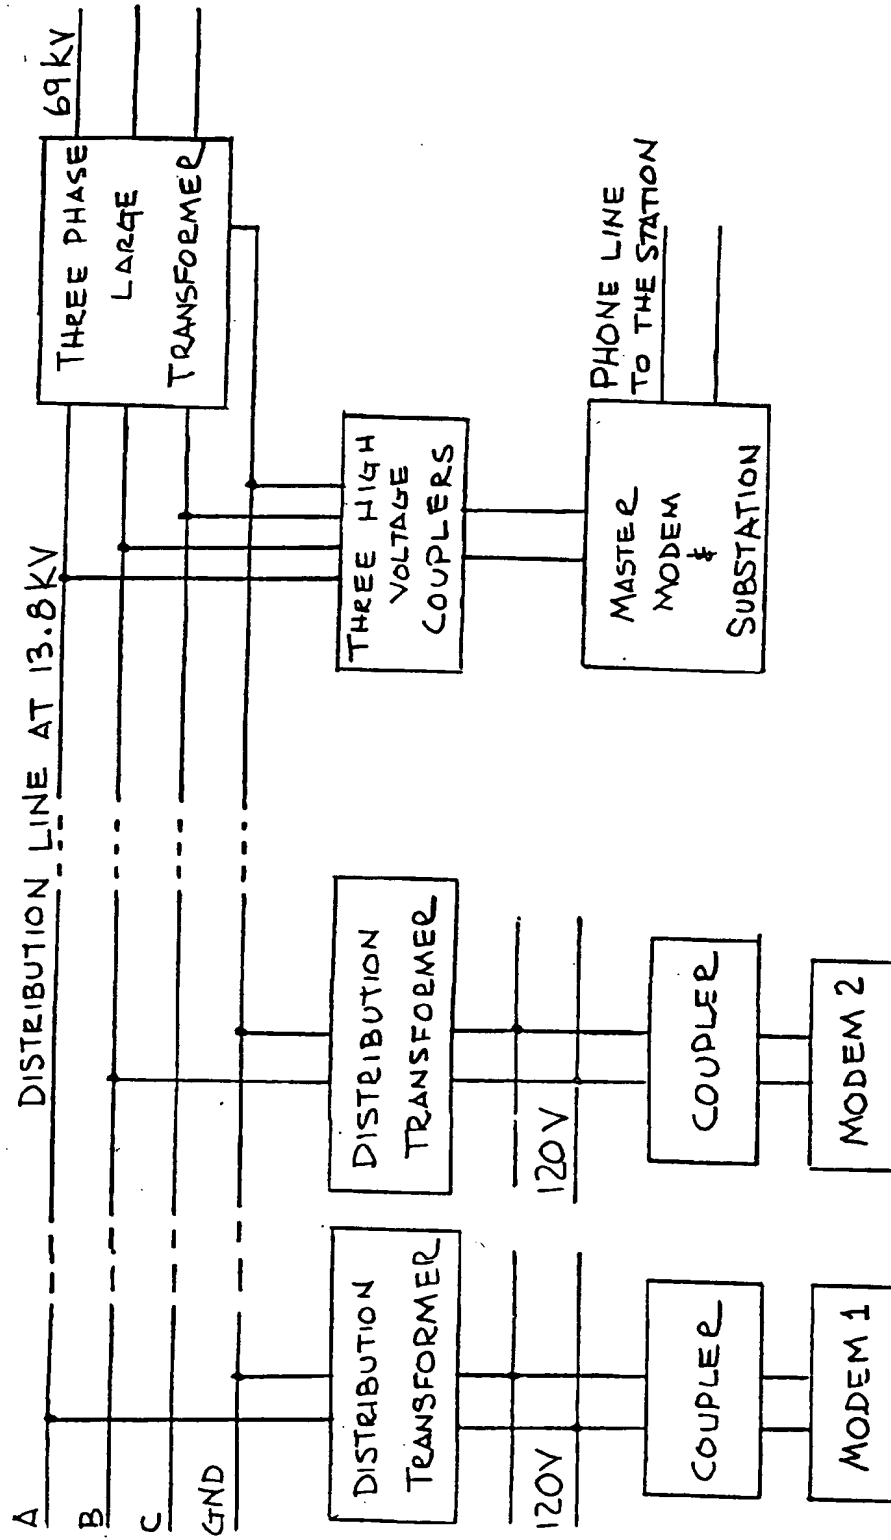 A
B
C
GND
DISTRIBUTION LINE AT 13.8KV
69KV
THREE PHASE
LARGE
TRANSFORMER
DISTRIBUTION
TRANSFORMER
120V
COUPLER
MODEM 1
DISTRIBUTION
TRANSFORMER
120V
COUPLER
MODEM 2
THREE HIGH
VOLTAGE
COUPLERS
MASTER
MODEM
&
SUBSTATION
PHONE LINE
TO THE STATION